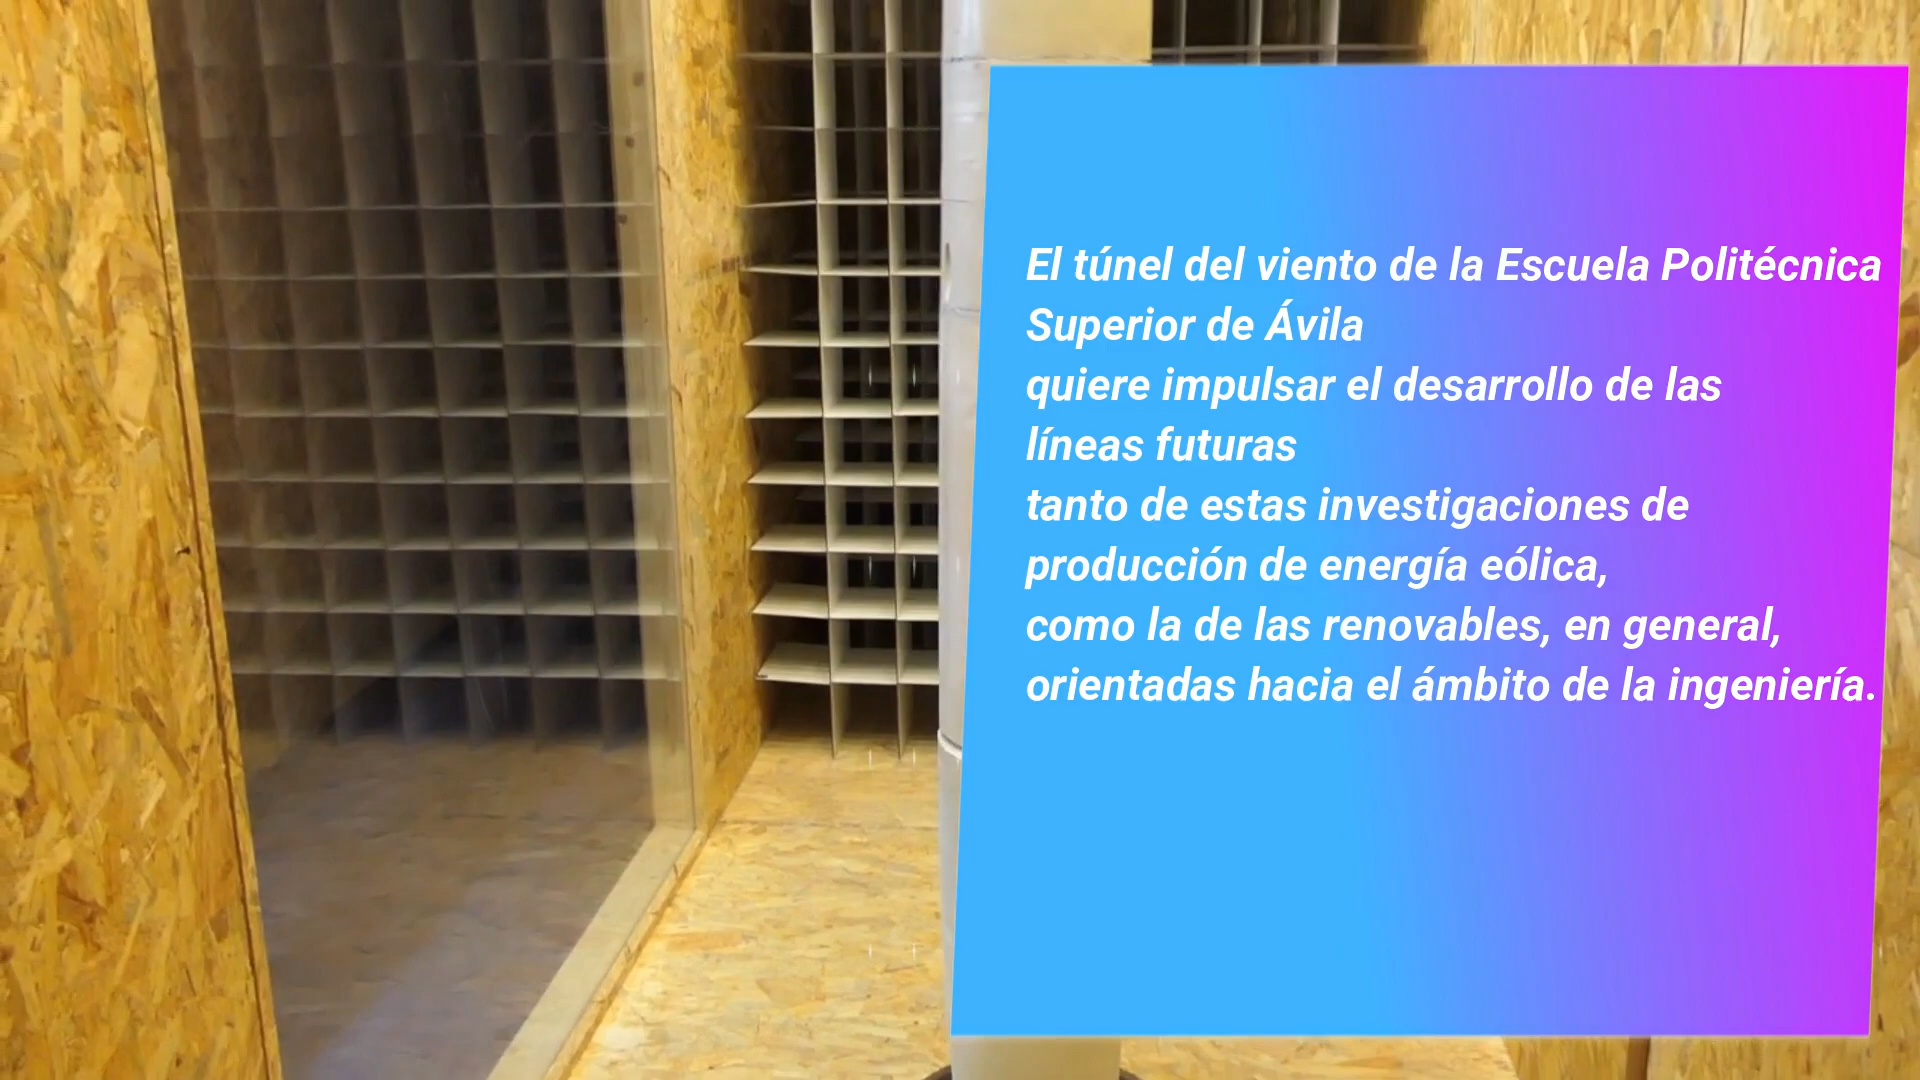 El túnel del viento de la Escuela Politécnica
Superior de Ávila
quiere impulsar el desarrollo de las
líneas futuras
tanto de estas investigaciones de
producción de energía eólica,
como la de las renovables, en general,
orientadas hacia el ámbito de la ingeniería.